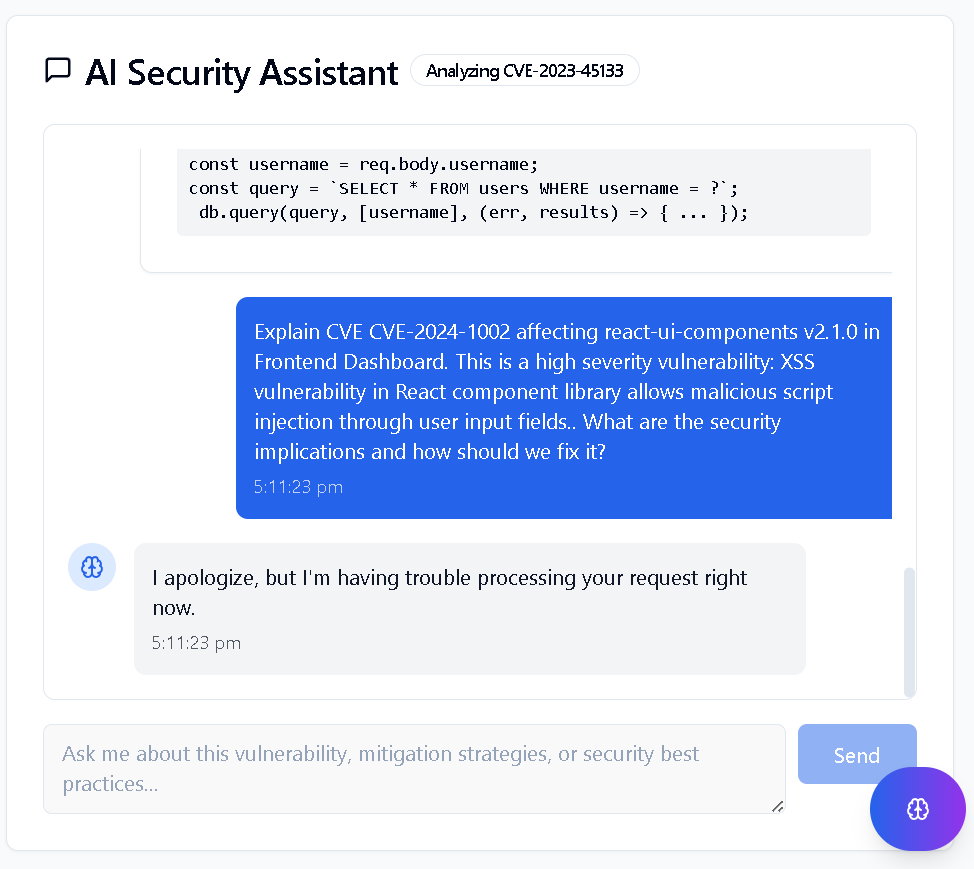 AI Security Assistant
Analyzing CVE-2023-45133
const username = req.body.username;
const query = `SELECT * FROM users WHERE username = ?`;
db.query(query, [username], (err, results) => { ... });
Explain CVE CVE-2024-1002 affecting react-ui-components v2.1.0 in
Frontend Dashboard. This is a high severity vulnerability: XSS
vulnerability in React component library allows malicious script
injection through user input fields.. What are the security
implications and how should we fix it?
5:11:23 pm
I apologize, but I'm having trouble processing your request right
now.
5:11:23 pm
Ask me about this vulnerability, mitigation strategies, or security best
practices...
Send